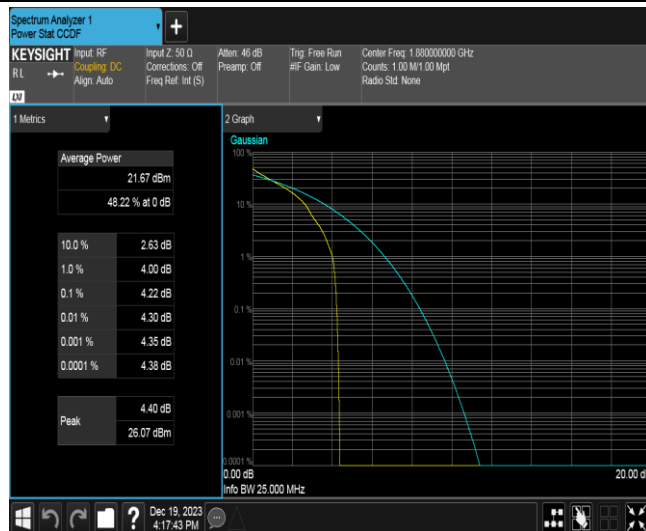 Spectrum Analyzer 1
Power Stat CCDF
+
KEYSIGHT
RL
LXI
Input: RF
Coupling: DC
Align: Auto
Input Z: 50 Ω
Corrections: Off
Freq Ref: Int (S)
Atten: 46 dB
Preamp: Off
Trig: Free Run
#IF Gain: Low
Center Freq: 1.880000000 GHz
Counts: 1.00 M/1.00 Mpt
Radio Std: None
1 Metrics
Average Power
21.67 dBm
48.22 % at 0 dB
10.0 % 2.63 dB
1.0 % 4.00 dB
0.1 % 4.22 dB
0.01 % 4.30 dB
0.001 % 4.35 dB
0.0001 % 4.38 dB
Peak
4.40 dB
26.07 dBm
2 Graph
Gaussian
100 %
10 %
1 %
0.1 %
0.01 %
0.001 %
0.0001 %
0.00 dB
20.00 d
Info BW 25.000 MHz
?
Dec 19, 2023
4:17:43 PM